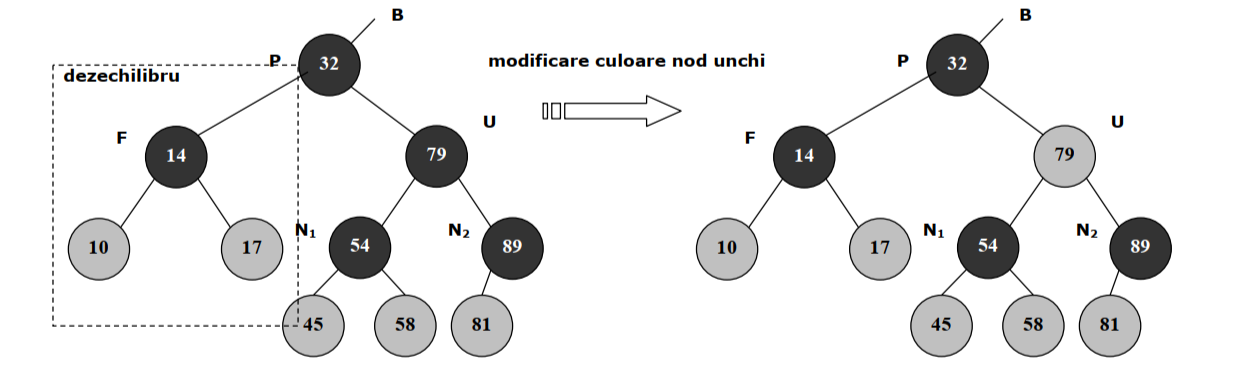 B
P
32
modificare culoare nod unchi
dezechilibru
F
14
U
79
10
17
N₁
54
N₂
89
45
58
81
B
P
32
F
14
U
79
10
17
N₁
54
N₂
89
45
58
81